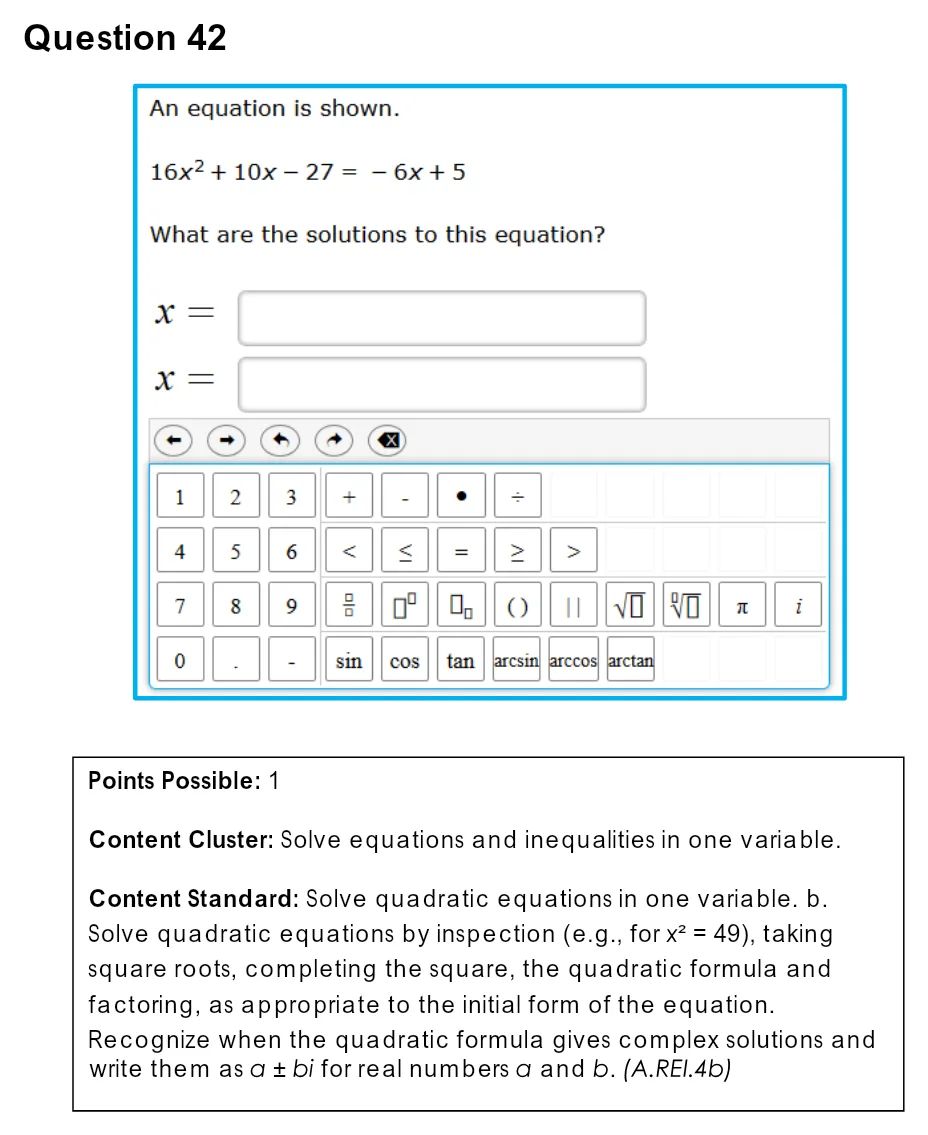 Question 42
An equation is shown.
16x² + 10x − 27 = − 6x + 5
What are the solutions to this equation?
x =
x =
← → ↶ ↷ ⌫
1 2 3 + - • ÷
4 5 6 < ≤ = ≥ >
7 8 9 □/□ □^□ □_□ ( ) | | √□ □√□ π i
0 . - sin cos tan arcsin arccos arctan
Points Possible: 1
Content Cluster: Solve equations and inequalities in one variable.
Content Standard: Solve quadratic equations in one variable. b.
Solve quadratic equations by inspection (e.g., for x² = 49), taking
square roots, completing the square, the quadratic formula and
factoring, as appropriate to the initial form of the equation.
Recognize when the quadratic formula gives complex solutions and
write them as a ± bi for real numbers a and b. (A.REI.4b)